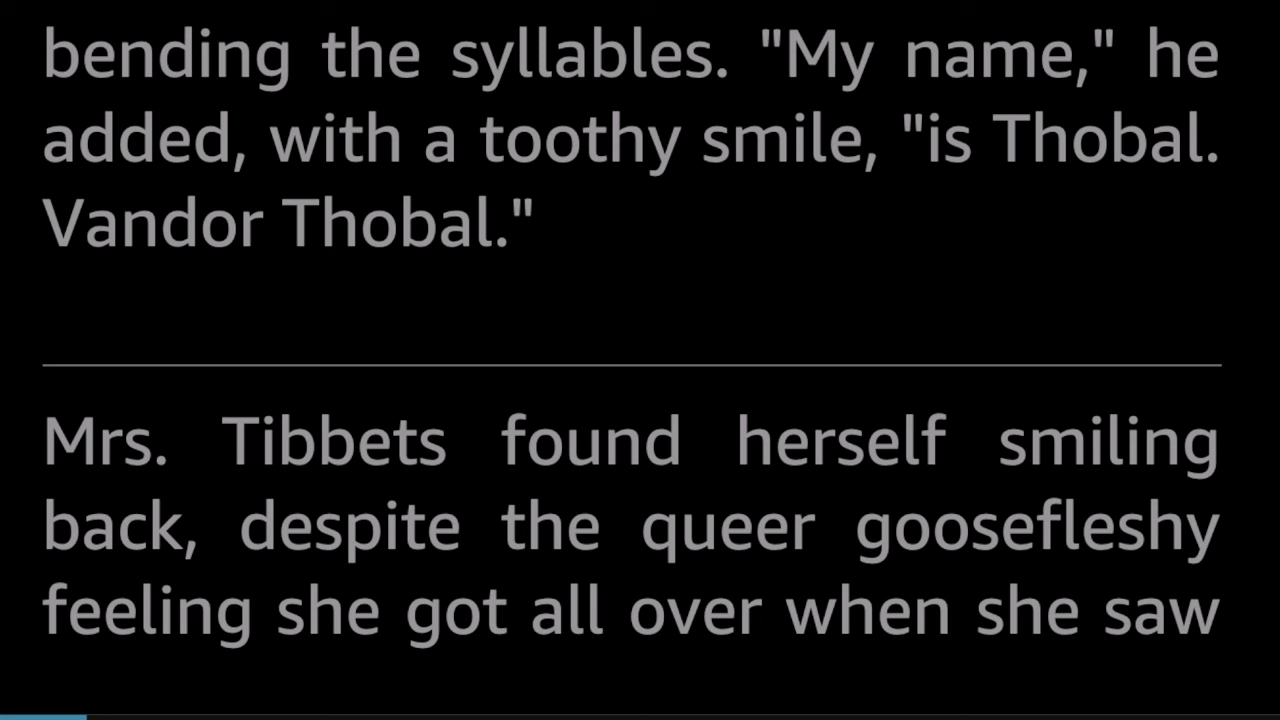 bending the syllables. "My name," he
added, with a toothy smile, "is Thobal.
Vandor Thobal."
Mrs. Tibbets found herself smiling
back, despite the queer foosefleshy
feeling she got all over when she saw